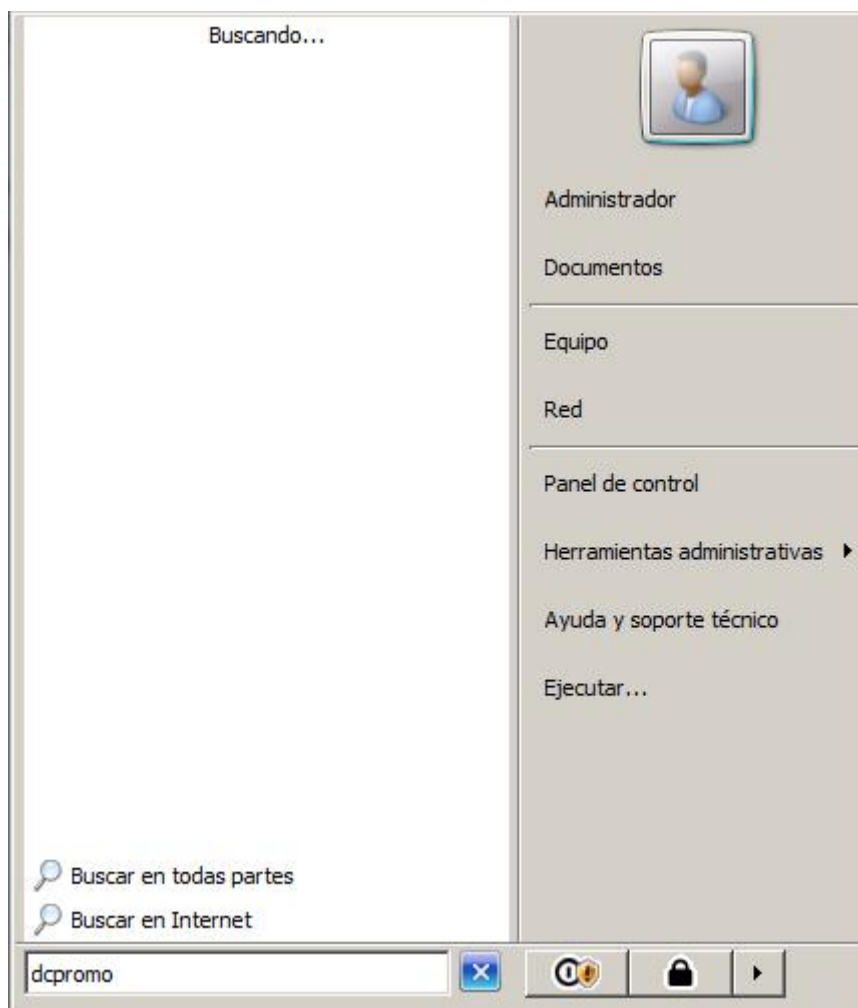 Buscando...
Buscar en todas partes
Buscar en Internet
dcpromo
Administrador
Documentos
Equipo
Red
Panel de control
Herramientas administrativas
Ayuda y soporte técnico
Ejecutar...